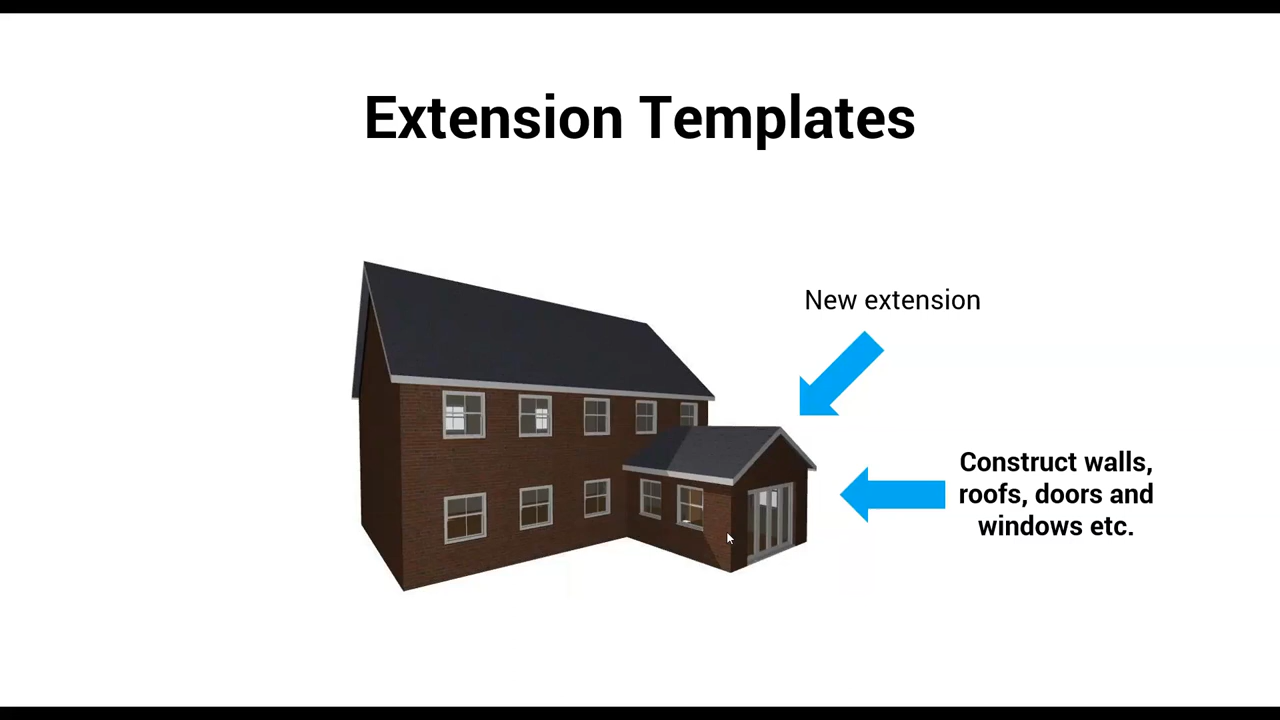 Extension Templates
New extension
Construct walls,
roofs, doors and
windows etc.